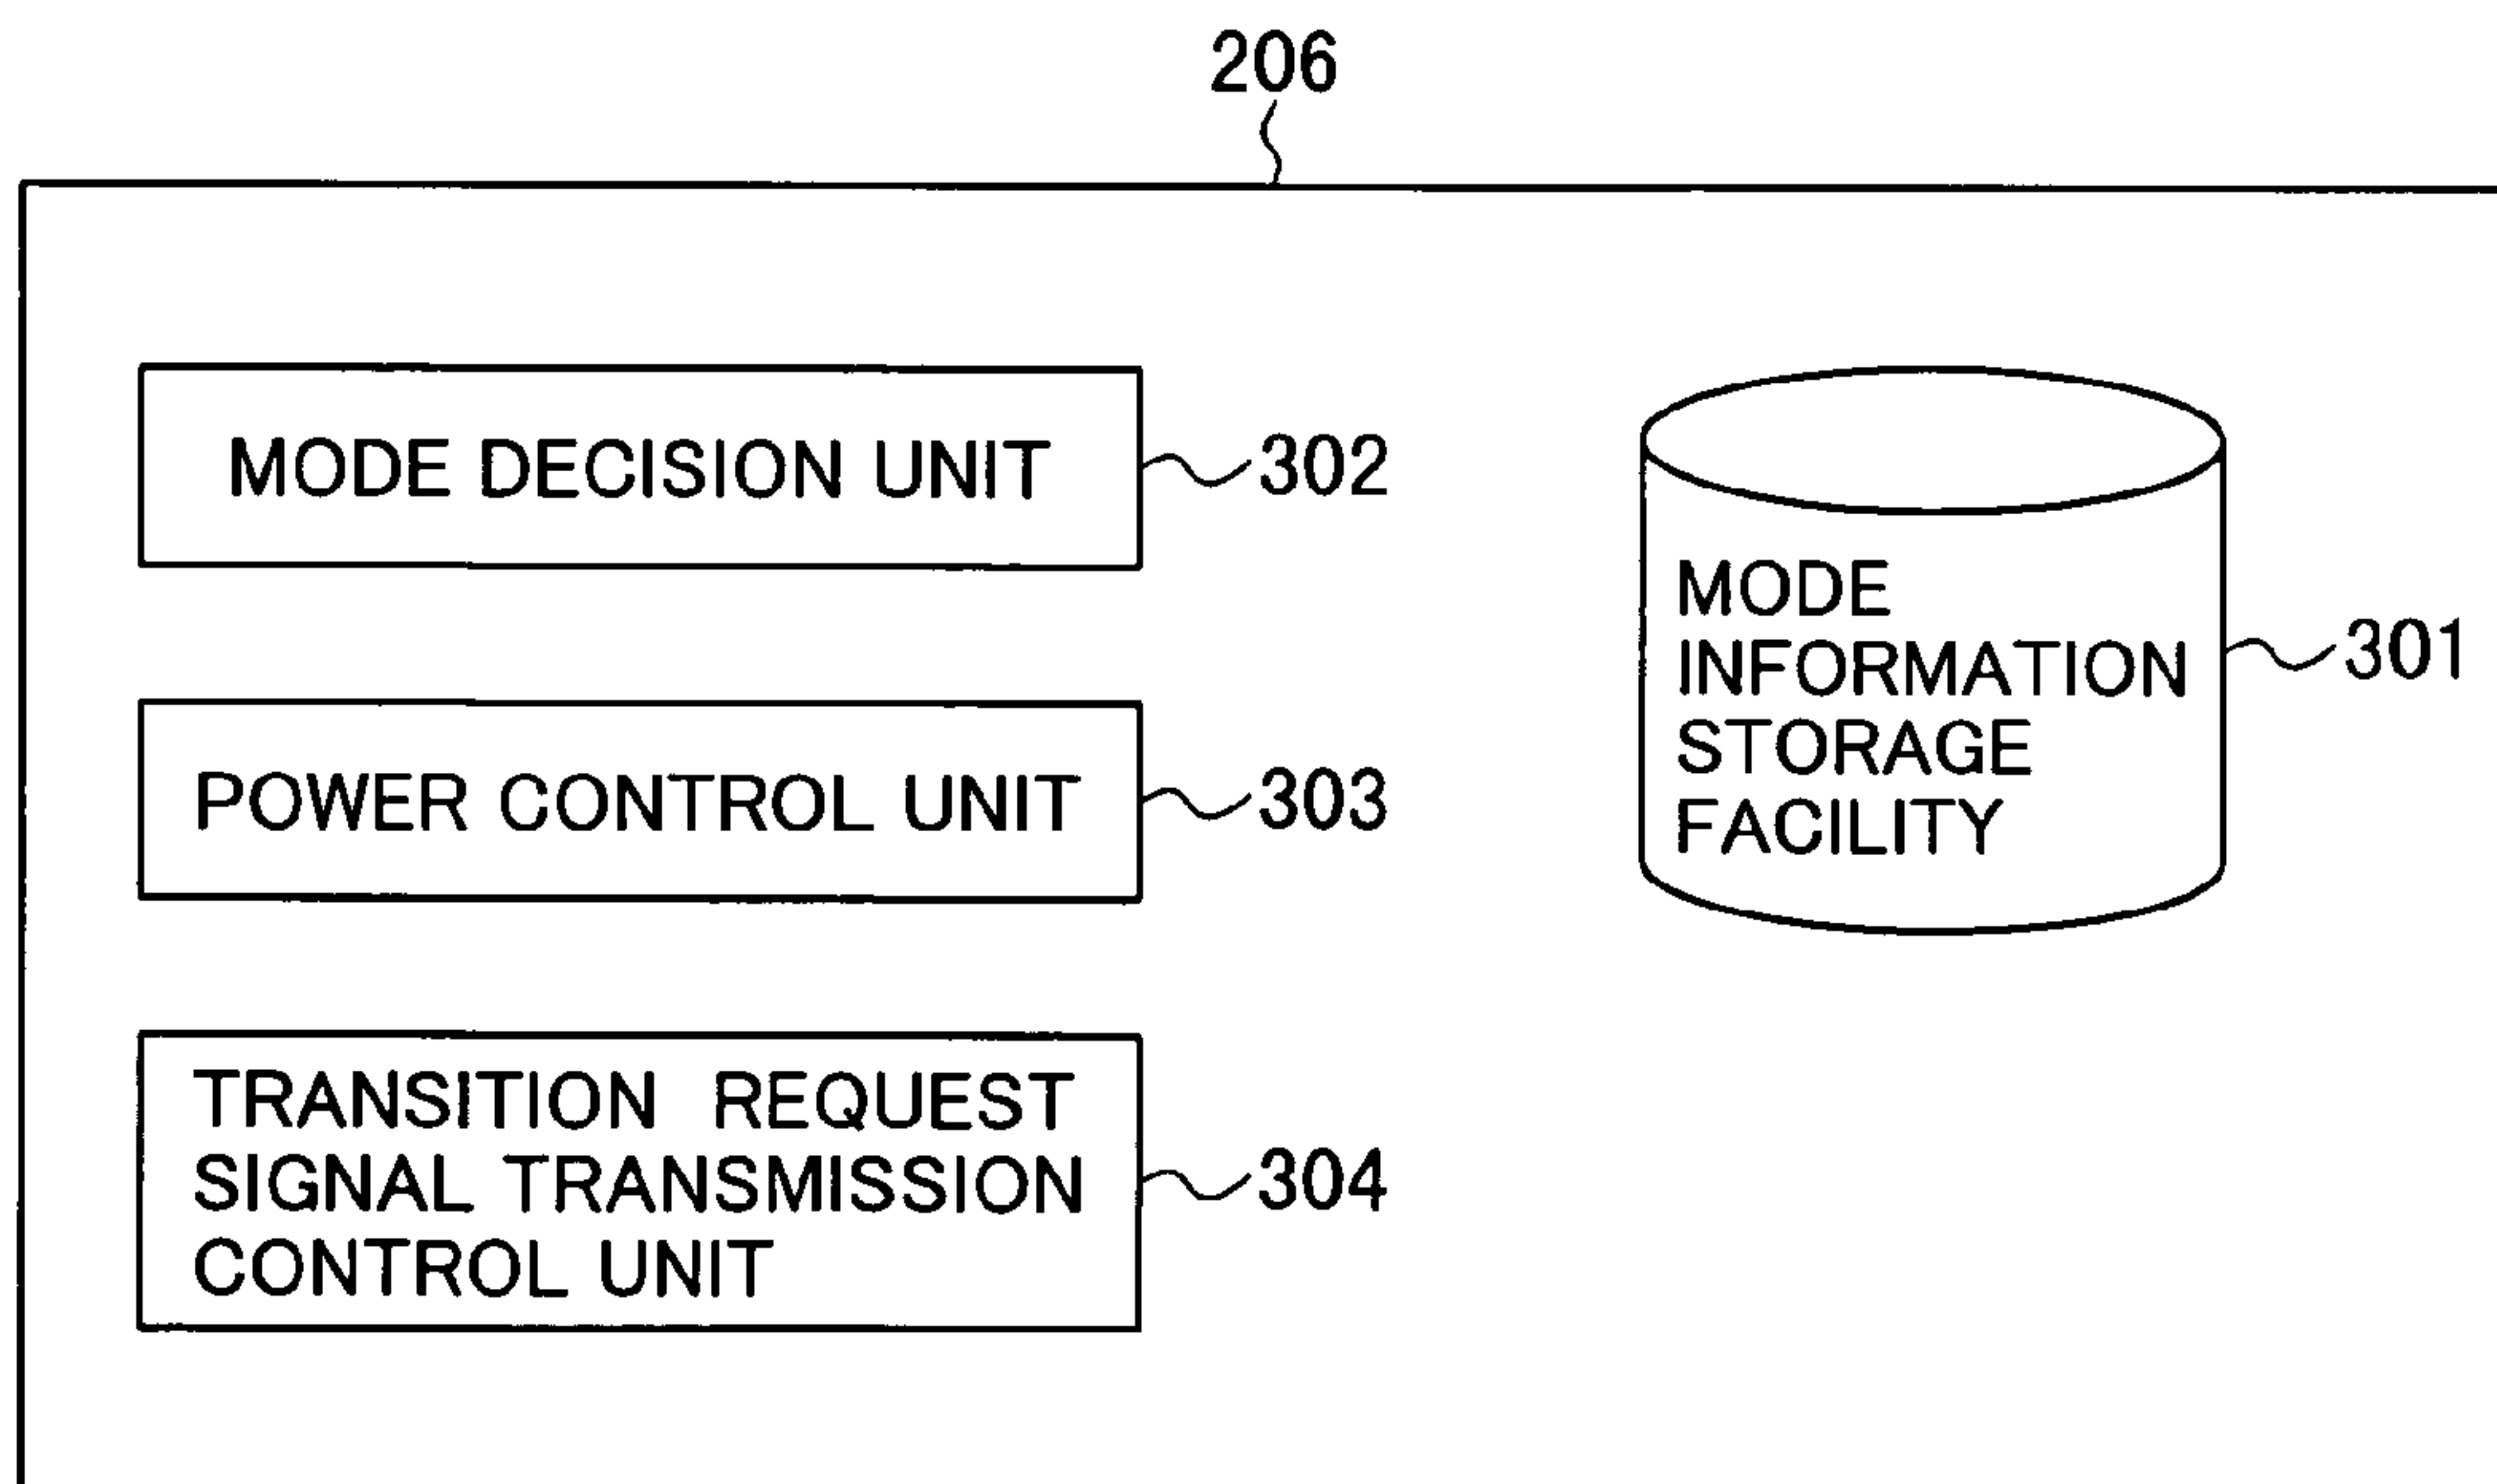 206
MODE DECISION UNIT
302
MODE
INFORMATION
STORAGE
FACILITY
301
POWER CONTROL UNIT
303
TRANSITION REQUEST
SIGNAL TRANSMISSION
CONTROL UNIT
304